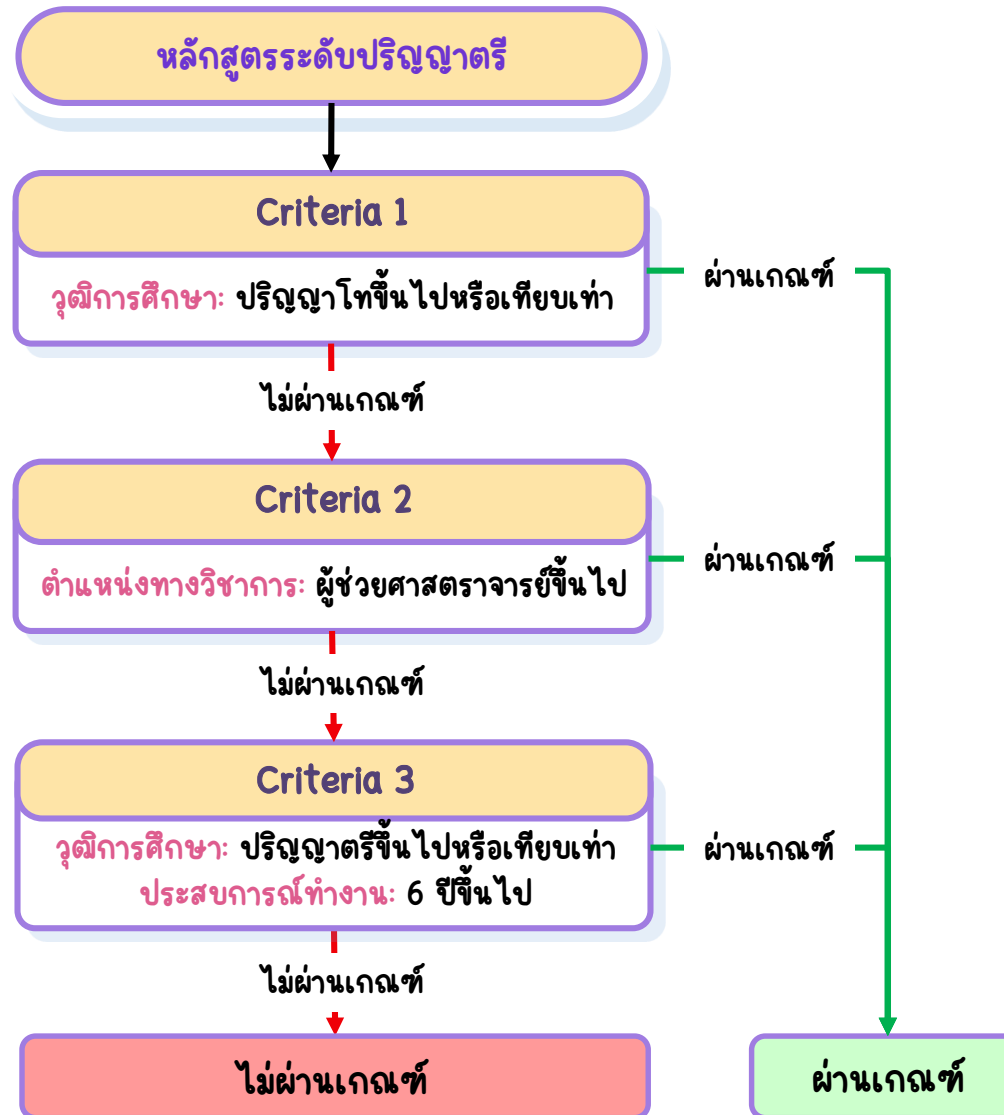 หลักสูตรระดับปริญญาตรี
Criteria 1
วุฒิการศึกษา: ปริญญาโทขึ้นไปหรือเทียบเท่า
ผ่านเกณฑ์
ไม่ผ่านเกณฑ์
Criteria 2
ตำแหน่งทางวิชาการ: ผู้ช่วยศาสตราจารย์ขึ้นไป
ผ่านเกณฑ์
ไม่ผ่านเกณฑ์
Criteria 3
วุฒิการศึกษา: ปริญญาตรีขึ้นไปหรือเทียบเท่า
ประสบการณ์ทำงาน: 6 ปีขึ้นไป
ผ่านเกณฑ์
ไม่ผ่านเกณฑ์
ไม่ผ่านเกณฑ์
ผ่านเกณฑ์